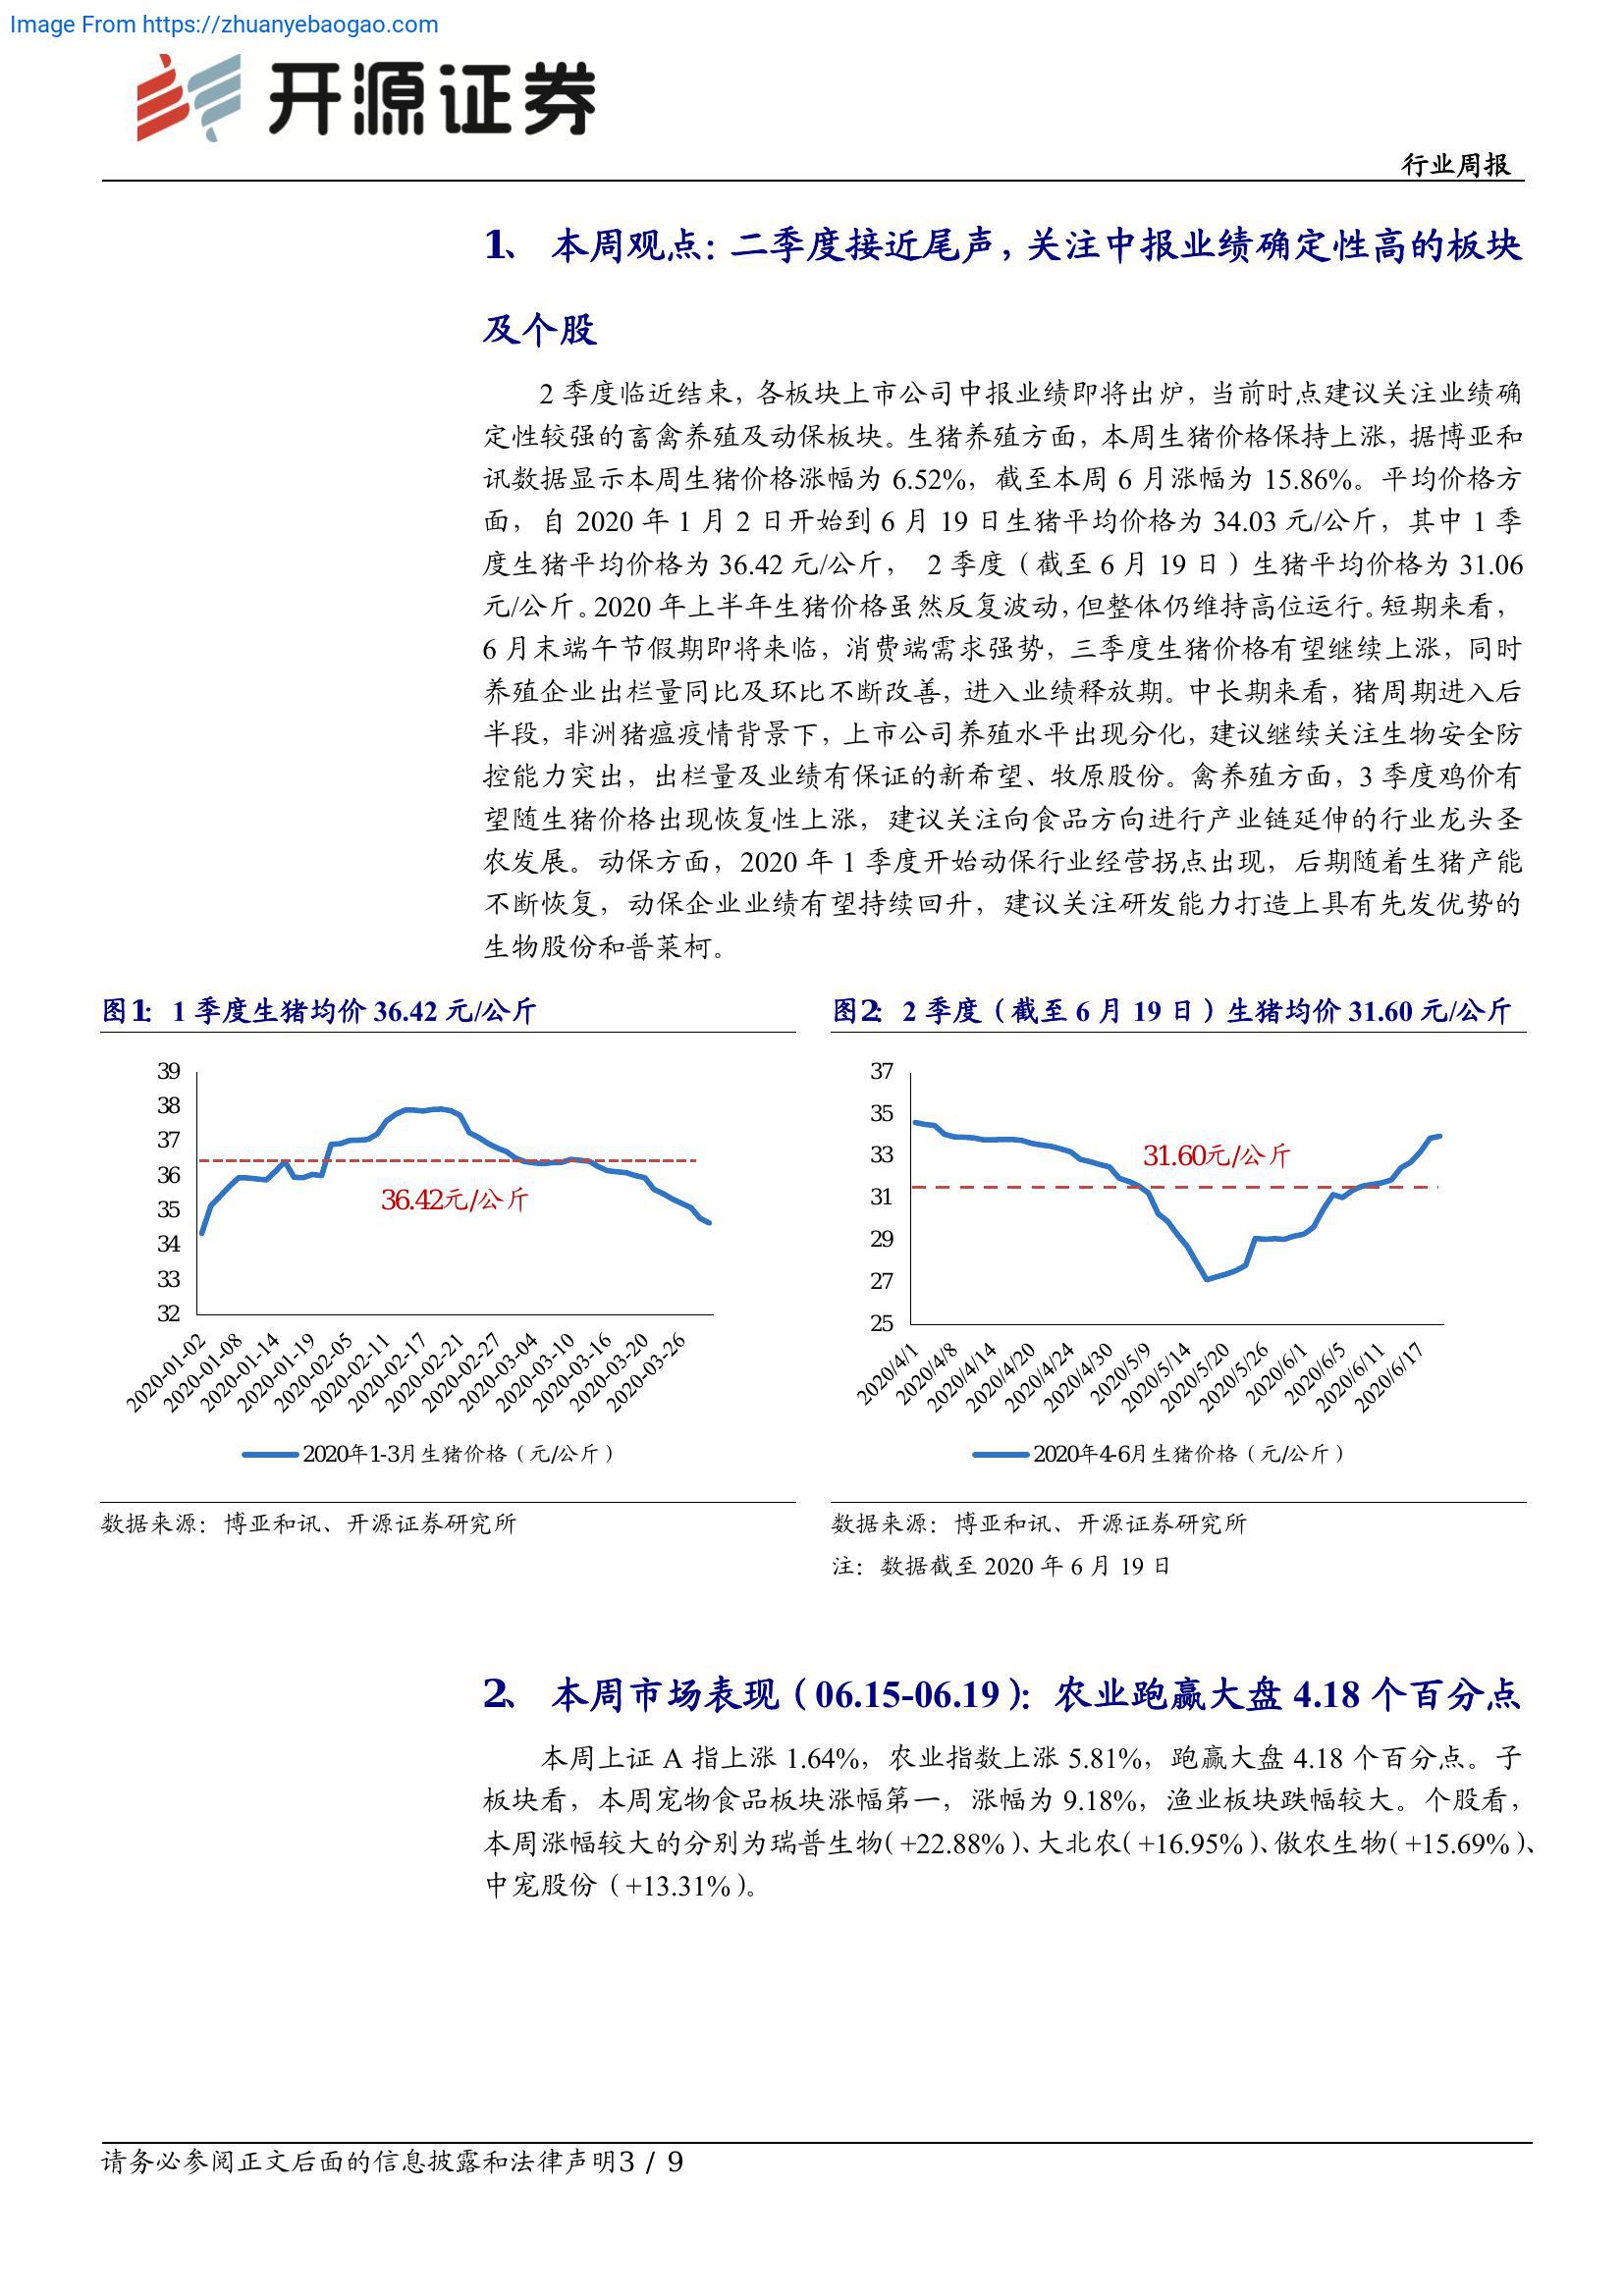 Image From https://zhuanyebaogao.com
开源证券
行业周报
1、 本周观点：二季度接近尾声，关注中报业绩确定性高的板块
及个股
2 季度临近结束，各板块上市公司中报业绩即将出炉，当前时点建议关注业绩确
定性较强的畜禽养殖及动保板块。生猪养殖方面，本周生猪价格保持上涨，据博亚和
讯数据显示本周生猪价格涨幅为 6.52%，截至本周 6 月涨幅为 15.86%。平均价格方
面，自 2020 年 1 月 2 日开始到 6 月 19 日生猪平均价格为 34.03 元/公斤，其中 1 季
度生猪平均价格为 36.42 元/公斤， 2 季度（截至 6 月 19 日）生猪平均价格为 31.06
元/公斤。2020 年上半年生猪价格虽然反复波动，但整体仍维持高位运行。短期来看，
6 月末端午节假期即将来临，消费端需求强势，三季度生猪价格有望继续上涨，同时
养殖企业出栏量同比及环比不断改善，进入业绩释放期。中长期来看，猪周期进入后
半段，非洲猪瘟疫情背景下，上市公司养殖水平出现分化，建议继续关注生物安全防
控能力突出，出栏量及业绩有保证的新希望、牧原股份。禽养殖方面，3 季度鸡价有
望随生猪价格出现恢复性上涨，建议关注向食品方向进行产业链延伸的行业龙头圣
农发展。动保方面，2020 年 1 季度开始动保行业经营拐点出现，后期随着生猪产能
不断恢复，动保企业业绩有望持续回升，建议关注研发能力打造上具有先发优势的
生物股份和普莱柯。
图1： 1 季度生猪均价 36.42 元/公斤
39
38
37
36
35
34
33
32
36.42元/公斤
2020-01-02
2020-01-08
2020-01-14
2020-01-19
2020-02-05
2020-02-11
2020-02-17
2020-02-21
2020-02-27
2020-03-04
2020-03-10
2020-03-16
2020-03-20
2020-03-26
2020年1-3月生猪价格（元/公斤）
数据来源：博亚和讯、开源证券研究所
图2： 2 季度（截至 6 月 19 日）生猪均价 31.60 元/公斤
37
35
33
31
29
27
25
31.60元/公斤
2020/4/1
2020/4/8
2020/4/14
2020/4/20
2020/4/24
2020/4/30
2020/5/9
2020/5/14
2020/5/20
2020/5/26
2020/6/1
2020/6/5
2020/6/11
2020/6/17
2020年4-6月生猪价格（元/公斤）
数据来源：博亚和讯、开源证券研究所
注：数据截至 2020 年 6 月 19 日
2、 本周市场表现（06.15-06.19）：农业跑赢大盘 4.18 个百分点
本周上证 A 指上涨 1.64%，农业指数上涨 5.81%，跑赢大盘 4.18 个百分点。子
板块看，本周宠物食品板块涨幅第一，涨幅为 9.18%，渔业板块跌幅较大。个股看，
本周涨幅较大的分别为瑞普生物（+22.88%）、大北农（+16.95%）、傲农生物（+15.69%）、
中宠股份（+13.31%）。
请务必参阅正文后面的信息披露和法律声明3 / 9